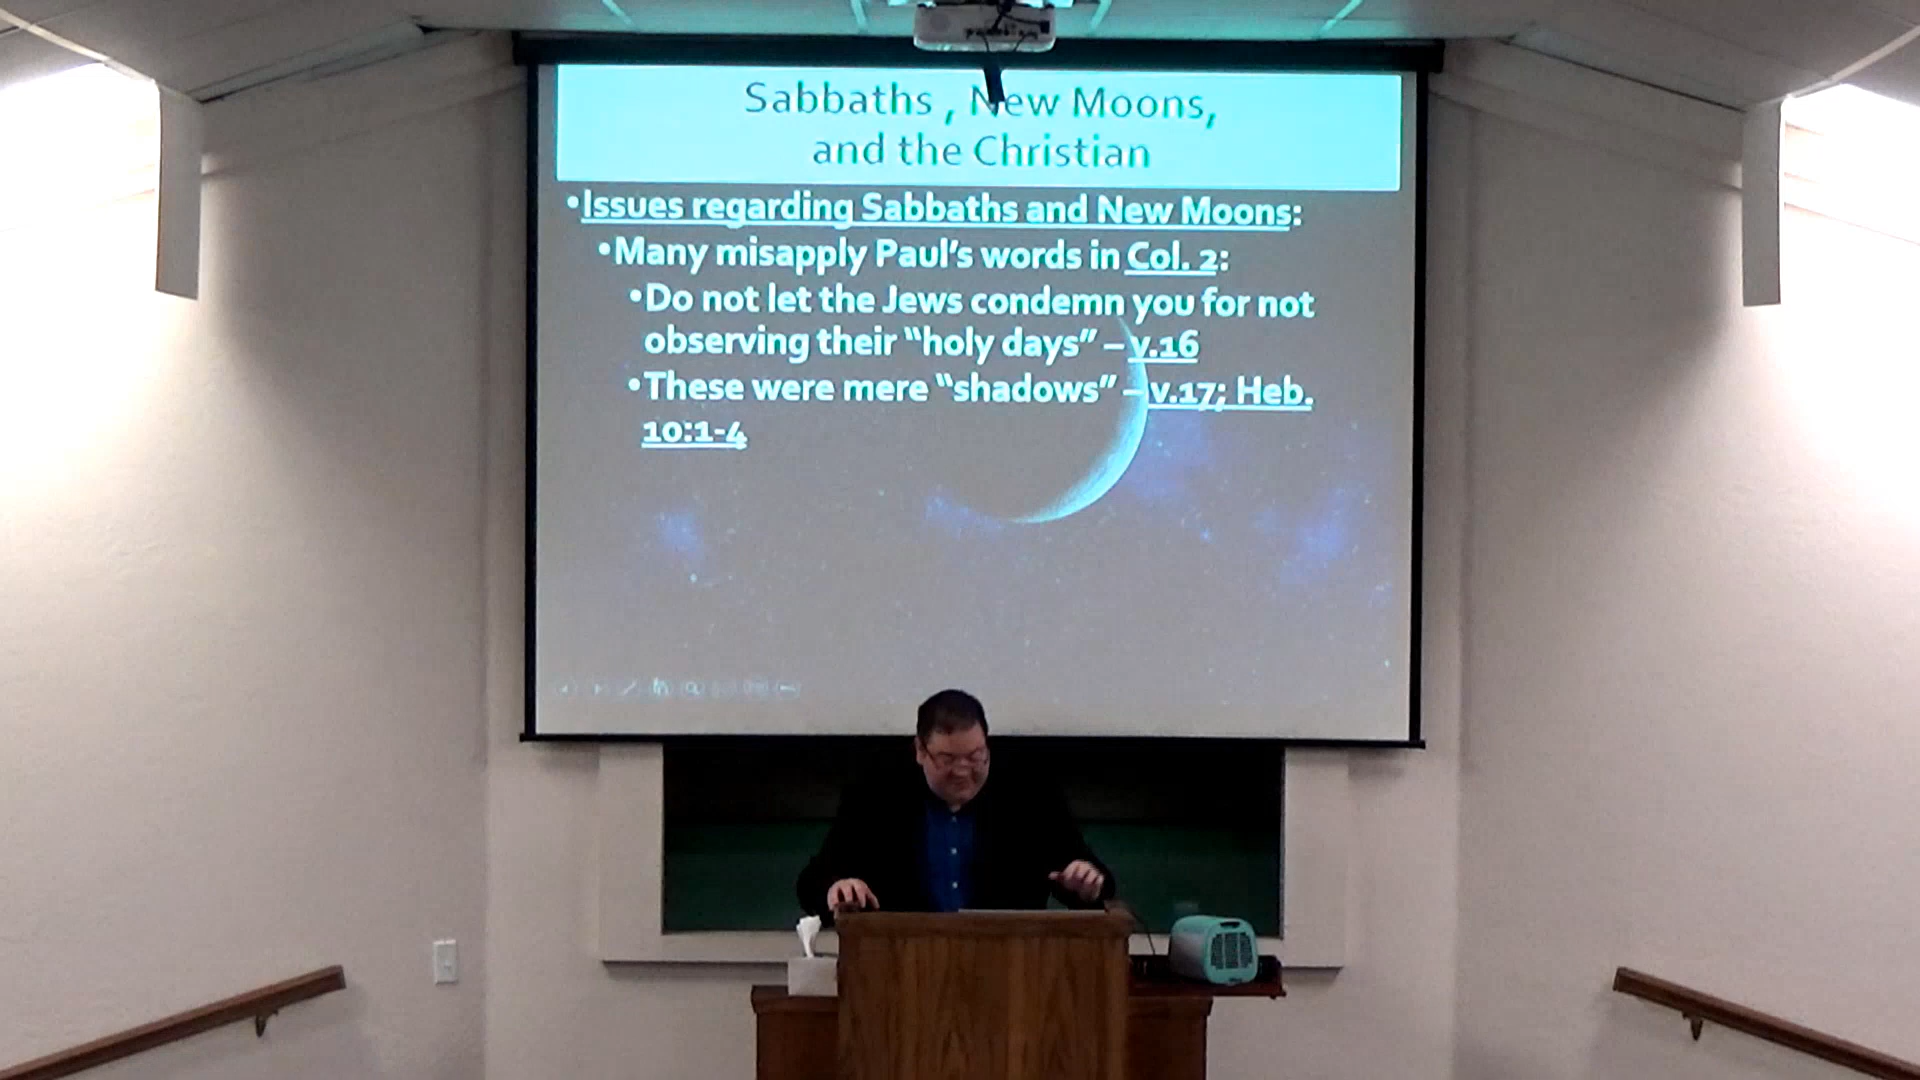 Sabbaths , New Moons,
and the Christian
•Issues regarding Sabbaths and New Moons:
•Many misapply Paul's words in Col. 2:
•Do not let the Jews condemn you for not
observing their "holy days" – v.16
•These were mere "shadows" – v.17; Heb.
10:1-4